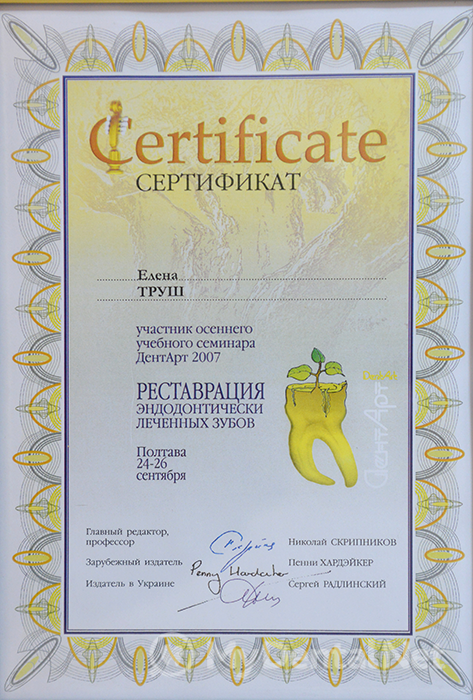 Certificate
СЕРТИФИКАТ
Елена
ТРУШ
участник осеннего
учебного семинара
ДентАрт 2007
РЕСТАВРАЦИЯ
ЭНДОДОНТИЧЕСКИ
ЛЕЧЕННЫХ ЗУБОВ
Полтава
24-26
сентября
ДентАрт
Главный редактор,
профессор
Николай СКРИПНИКОВ
Зарубежный издатель Penny Hardaker Пенни ХАРДЭЙКЕР
Издатель в Украине Сергей РАДЛИНСКИЙ